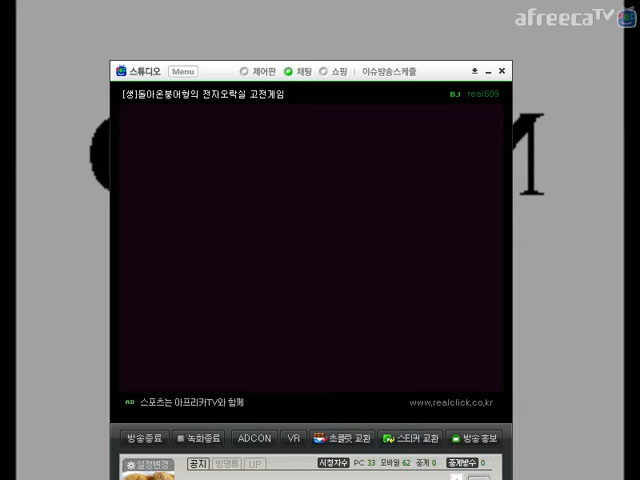 afreecaTV
스튜디오 Menu 제어판 채팅 쇼핑 이슈방송스케줄
[생]돌아온붕어형의 전자오락실 고전게임 BJ real609
AD 스포츠는 아프리카TV와 함께 www.realclick.co.kr
방송종료 녹화종료 ADCON VR 초콜릿 교환 스티커 교환 방송 홍보
설정변경 공지 방명록 UP 시청자수 PC 33 모바일 62 중계 0 중계방수 0